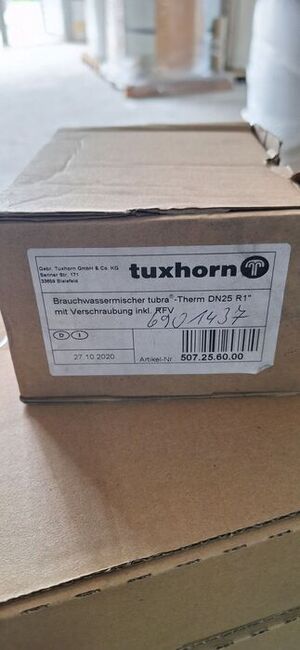 Gebr. Tuxhorn GmbH & Co. KG
Senner Str. 171
33659 Bielefeld
tuxhorn
Brauchwassermischer tubra®-Therm DN25 R1"
mit Verschraubung inkl. RFV
6901437
D I
27.10.2020
Artikel-Nr. 507.25.60.00